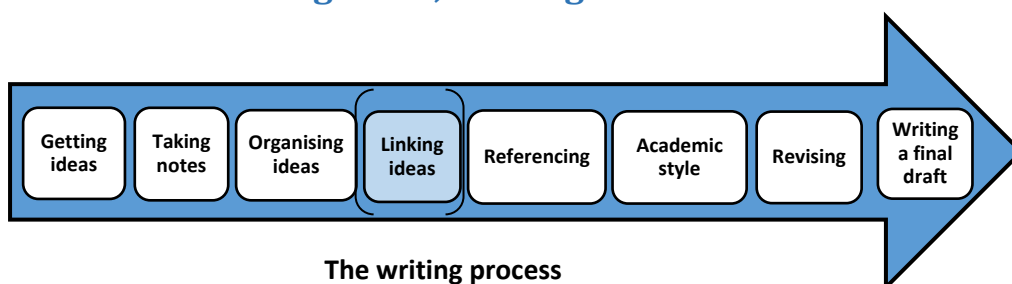 Getting
ideas
Taking
notes
Organising
ideas
Linking
ideas
Referencing
Academic
style
Revising
Writing
a final
draft
The writing process